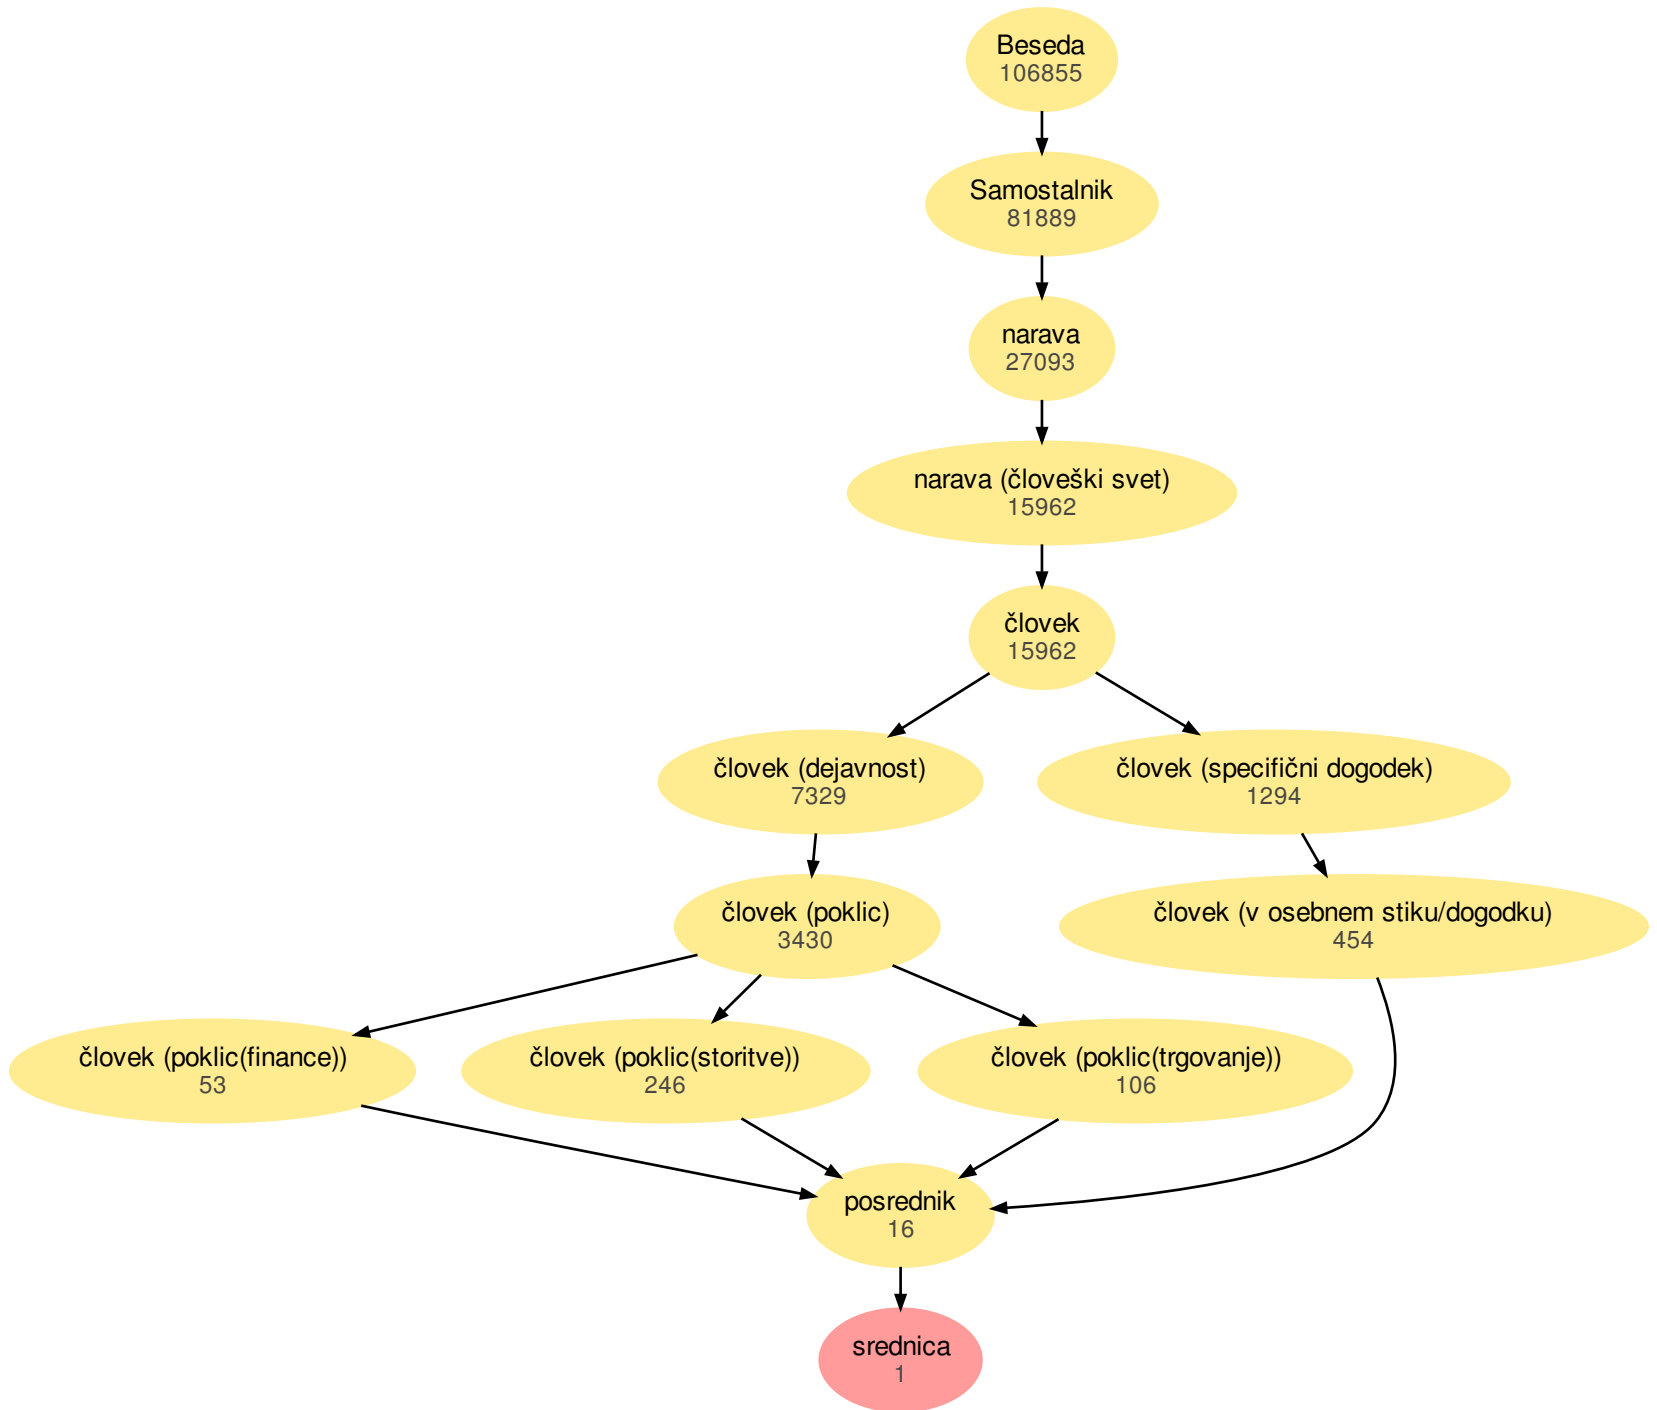 Beseda
106855
Samostalnik
81889
narava
27093
narava (človeški svet)
15962
človek
15962
človek (dejavnost)
7329
človek (specifični dogodek)
1294
človek (poklic)
3430
človek (v osebnem stiku/dogodku)
454
človek (poklic(finance))
53
človek (poklic(storitve))
246
človek (poklic(trgovanje))
106
posrednik
16
srednica
1